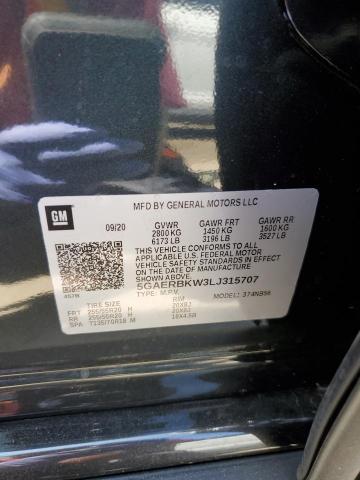 GM
MFD BY GENERAL MOTORS LLC
09/20 GVWR GAWR FRT GAWR RR
2800 KG 1450 KG 1600 KG
6173 LB 3196 LB 3527 LB
THIS VEHICLE CONFORMS TO ALL APPLICABLE
U.S. FEDERAL MOTOR VEHICLE SAFETY AND
THEFT PREVENTION STANDARDS IN EFFECT
ON THE DATE OF MANUFACTURE SHOWN ABOVE.
5GAERBKW3LJ315707
TYPE: M.P.V. MODEL: 374NB56
TIRE SIZE RIM
FRT 255/55R20 H 20X8J
RR 255/55R20 H 20X8J
SPA T135/70R18 M 18X4.5B